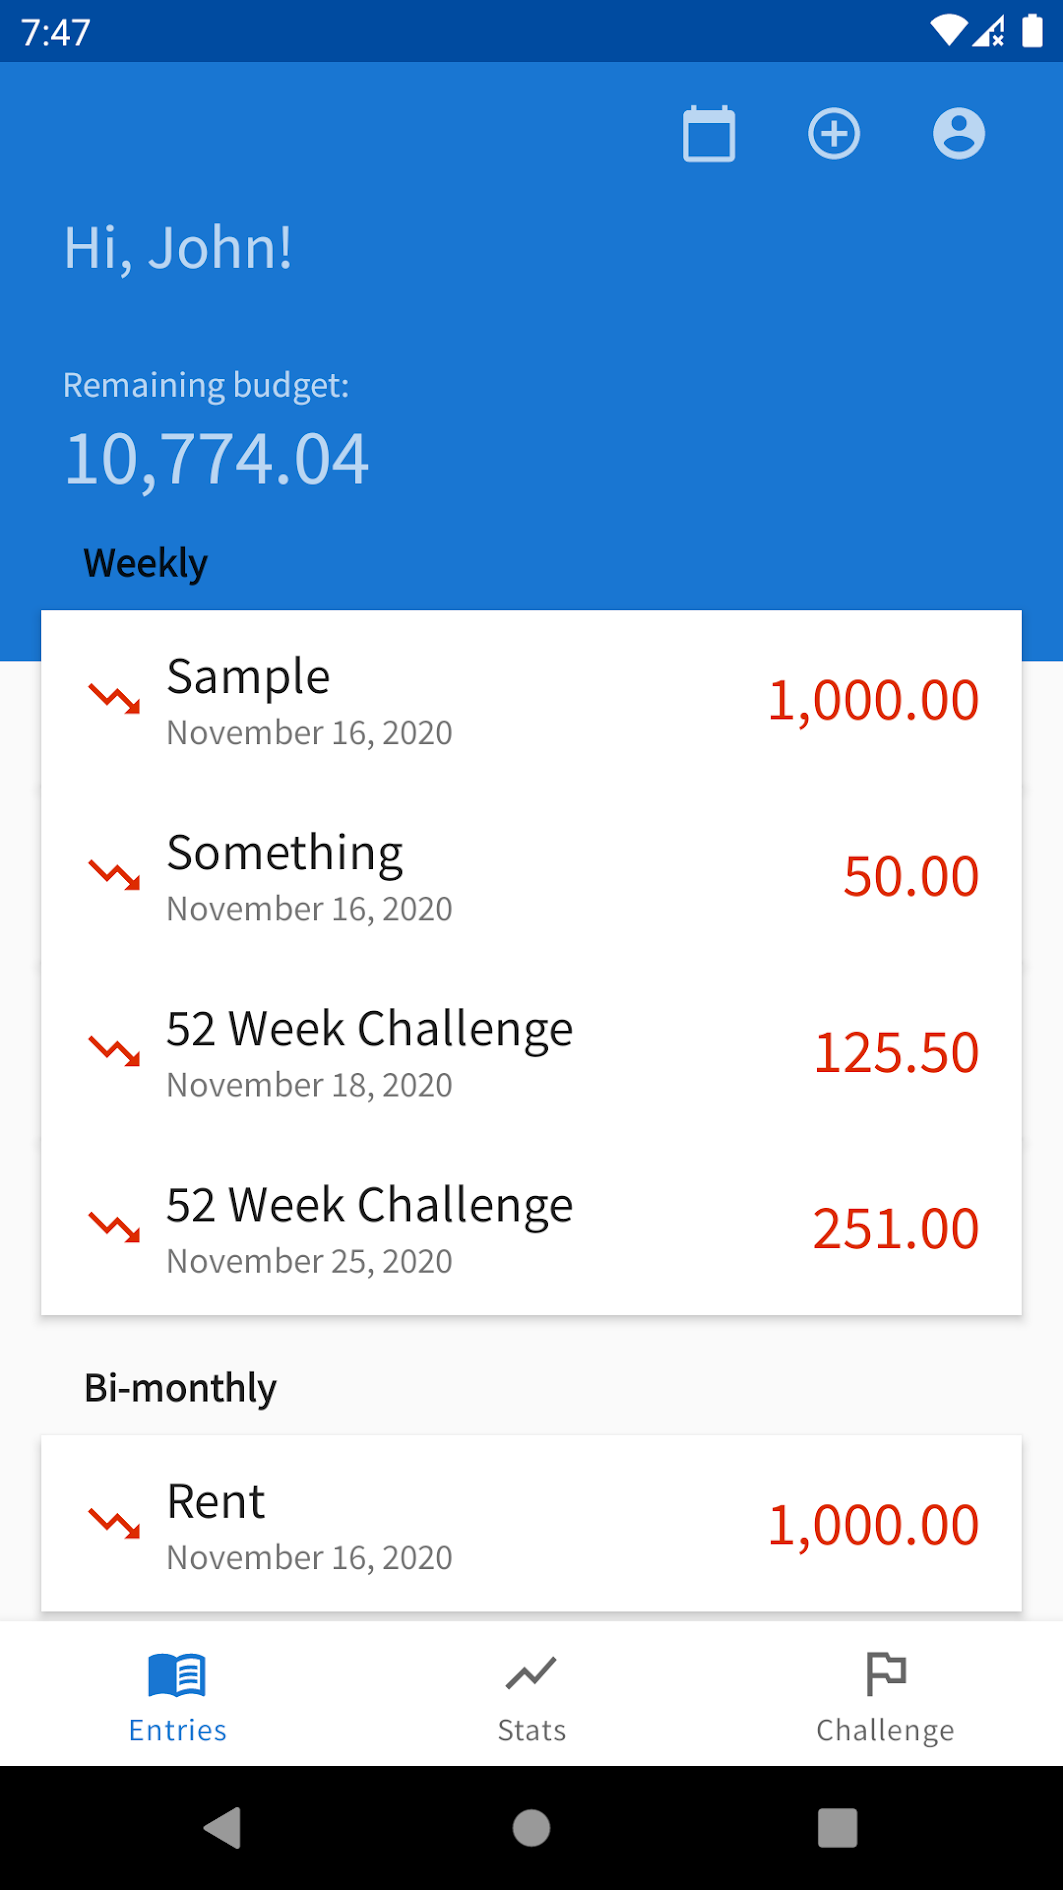 7:47
Hi, John!
Remaining budget:
10,774.04
Weekly
Sample
1,000.00
November 16, 2020
Something
50.00
November 16, 2020
52 Week Challenge
125.50
November 18, 2020
52 Week Challenge
251.00
November 25, 2020
Bi-monthly
Rent
1,000.00
November 16, 2020
Entries Stats Challenge